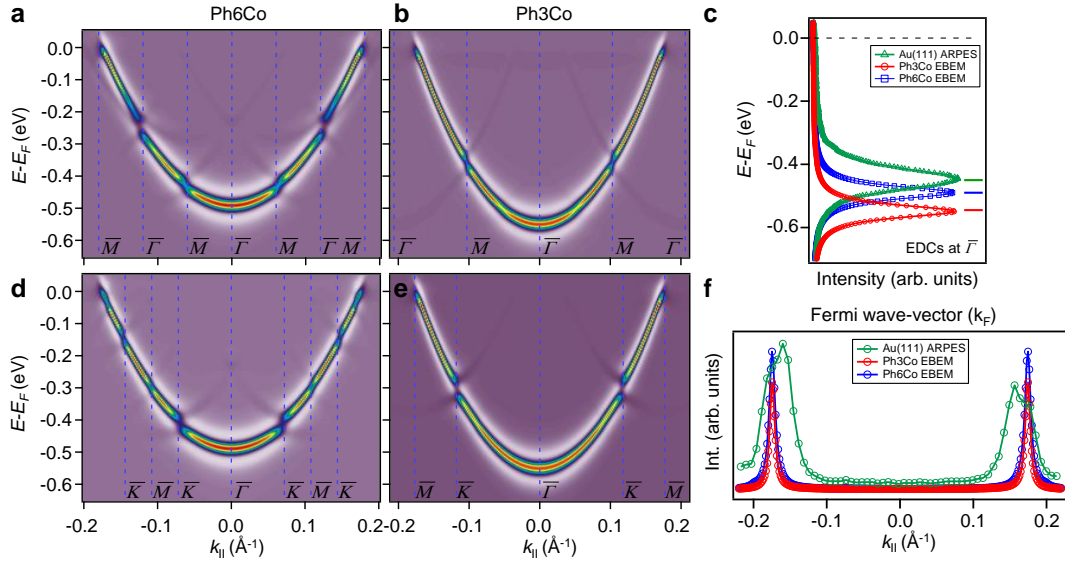 Ph6Co
Ph3Co
a
b
c
d
e
f
E-E_F (eV)
0.0
-0.1
-0.2
-0.3
-0.4
-0.5
-0.6
M̅ Γ̅ M̅ Γ̅ M̅ Γ̅ M̅
Γ̅ M̅ Γ̅ M̅ Γ̅
0.0
-0.2
-0.4
-0.6
E-E_F (eV)
Au(111) ARPES
Ph3Co EBEM
Ph6Co EBEM
EDCs at Γ̅
Intensity (arb. units)
E-E_F (eV)
0.0
-0.1
-0.2
-0.3
-0.4
-0.5
-0.6
K̅ M̅ K̅ Γ̅ K̅ M̅ K̅
M̅ K̅ Γ̅ K̅ M̅
-0.2 -0.1 0.0 0.1 0.2
k_ll (Å⁻¹)
-0.2 -0.1 0.0 0.1 0.2
k_ll (Å⁻¹)
Fermi wave-vector (k_F)
Au(111) ARPES
Ph3Co EBEM
Ph6Co EBEM
Int. (arb. units)
-0.2 -0.1 0.0 0.1 0.2
k_ll (Å⁻¹)